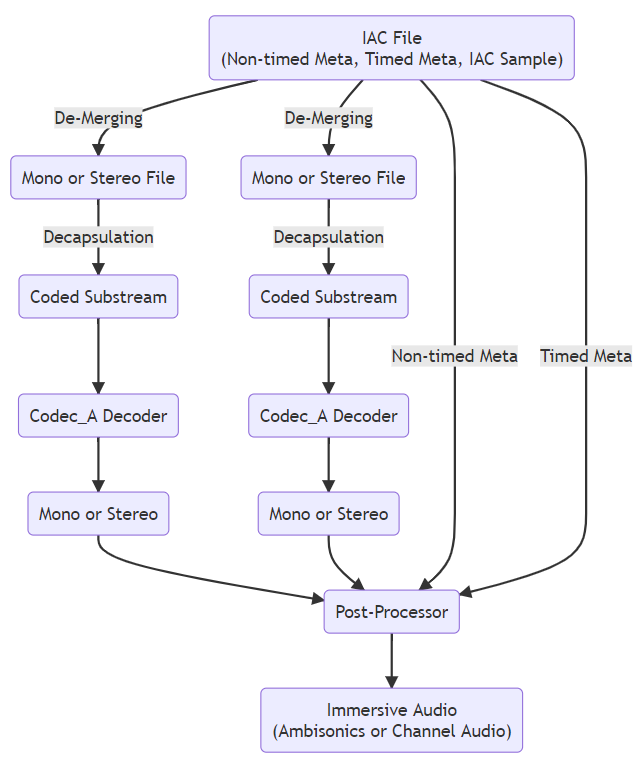 IAC File
(Non-timed Meta, Timed Meta, IAC Sample)
De-Merging
De-Merging
Mono or Stereo File
Mono or Stereo File
Decapsulation
Decapsulation
Coded Substream
Coded Substream
Non-timed Meta
Timed Meta
Codec_A Decoder
Codec_A Decoder
Mono or Stereo
Mono or Stereo
Post-Processor
Immersive Audio
(Ambisonics or Channel Audio)